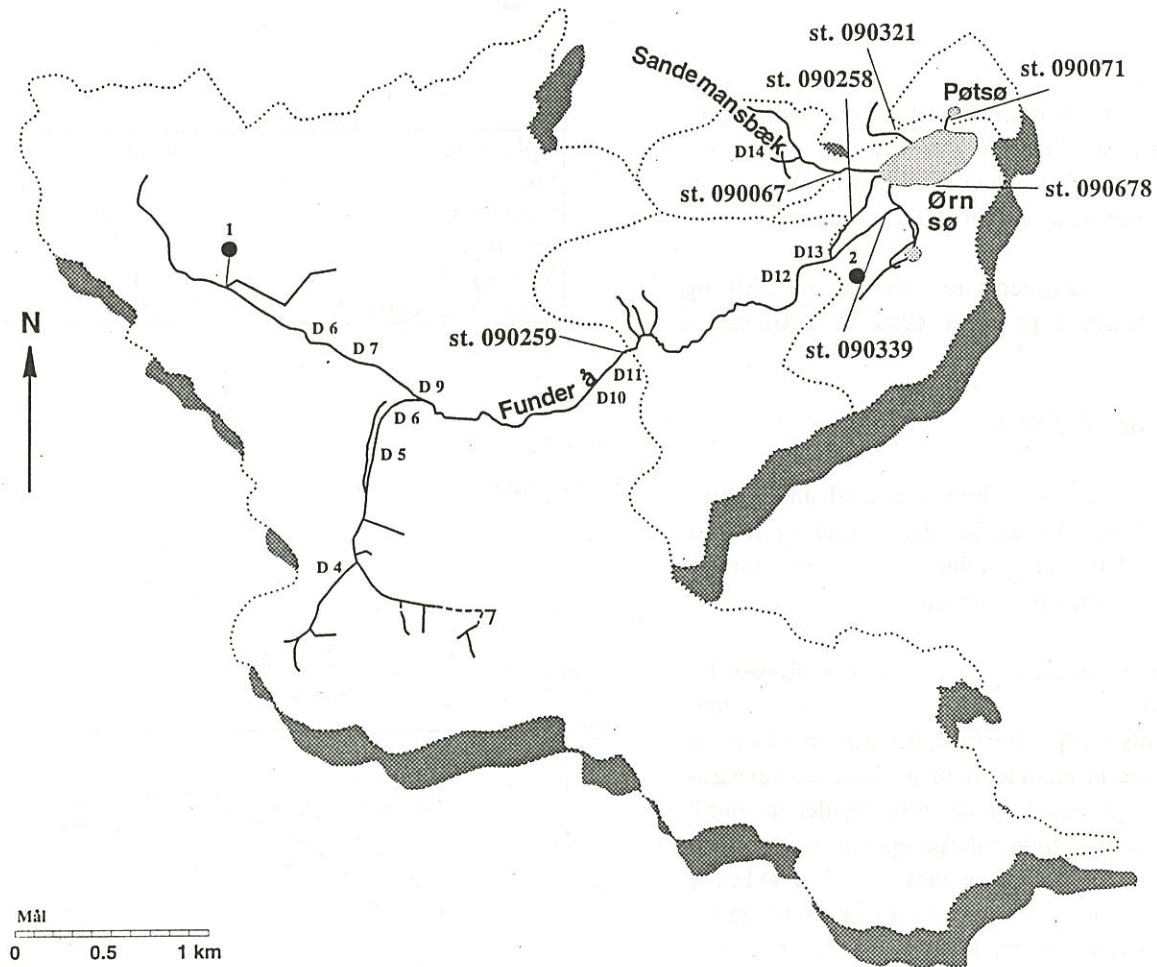 st. 090321
st. 090258
st. 090071
Sandemansbæk
Pøtsø
D14
st. 090067
st. 090678
Ørn
sø
1
D13
2
D12
N
D 6
D 7
st. 090259
st. 090339
D11
D 9
Funder å
D10
D 6
D 5
D 4
Mål
0 0.5 1 km